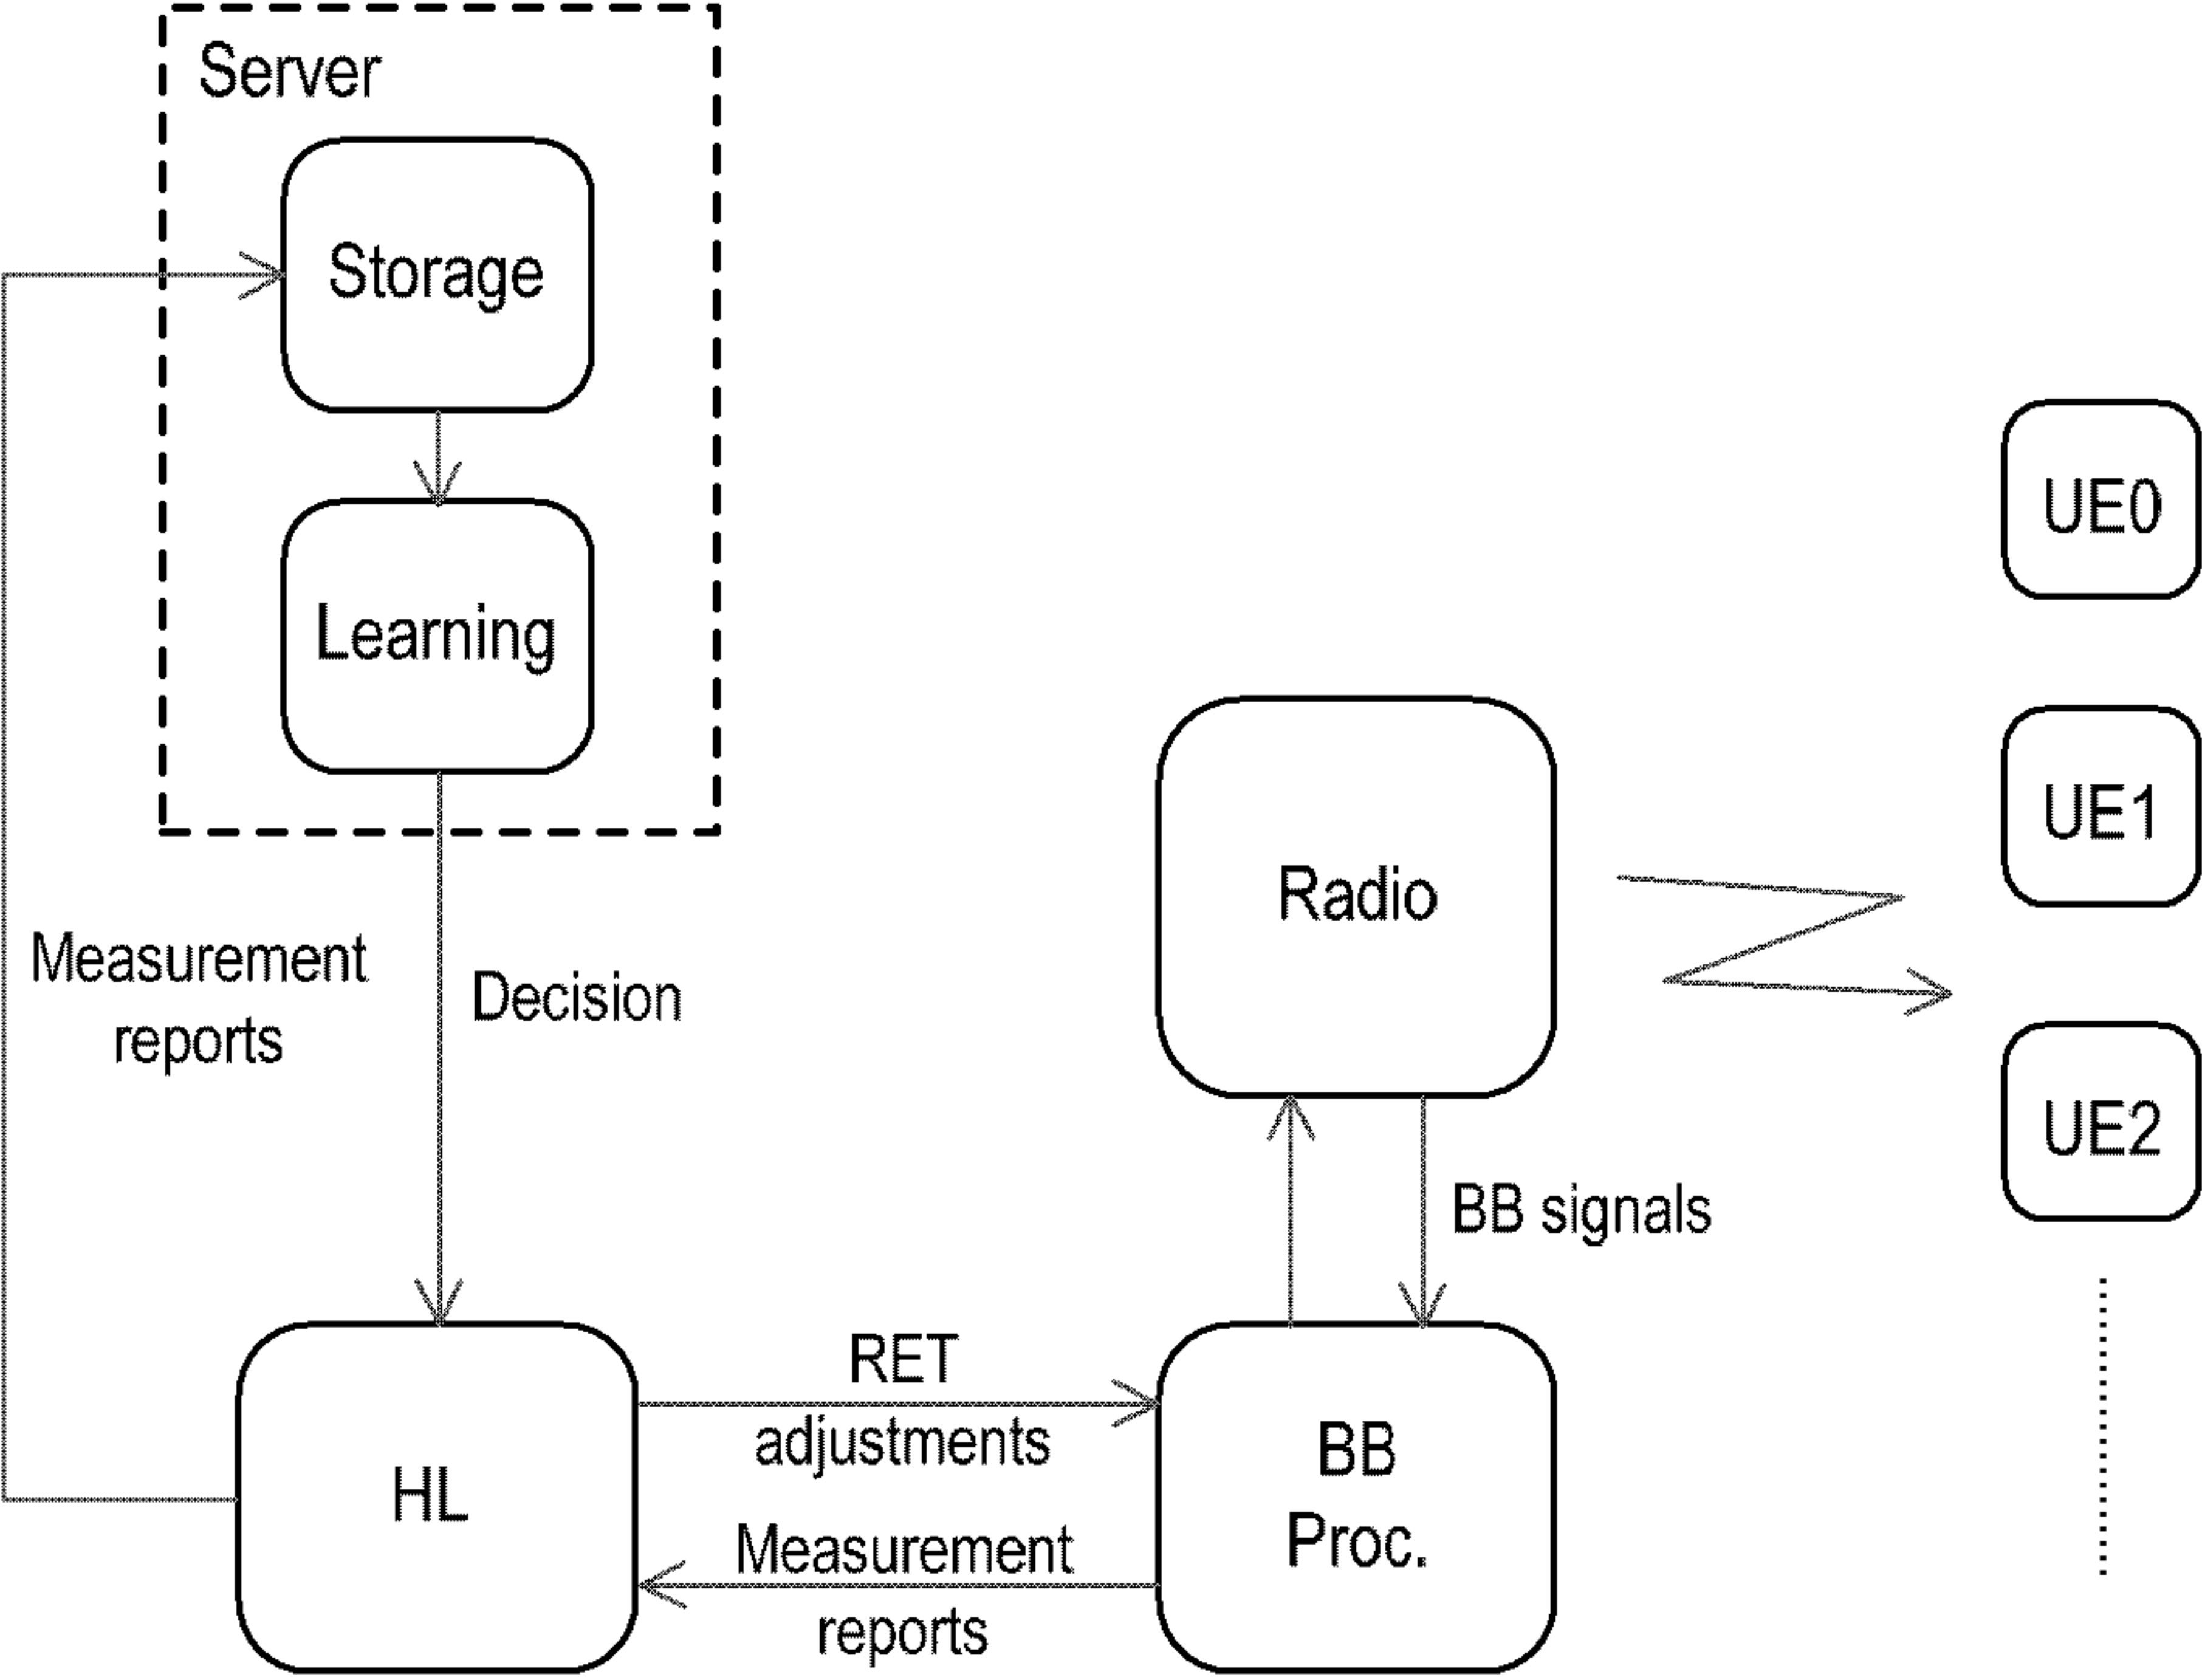 Server
Storage
Learning
Measurement
reports
Decision
Radio
UE0
UE1
UE2
BB signals
HL
RET
adjustments
Measurement
reports
BB
Proc.